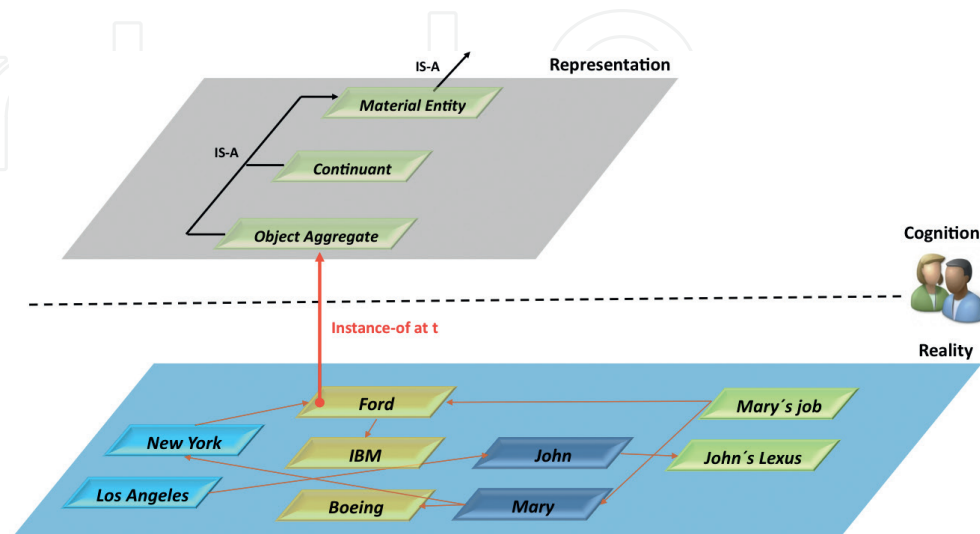 IS-A
Representation
Material Entity
IS-A
Continuant
Object Aggregate
Cognition
Instance-of at t
Reality
Ford
Mary´s job
New York
IBM
John
John´s Lexus
Los Angeles
Boeing
Mary